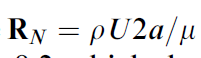 R_N = ρU2a/μ